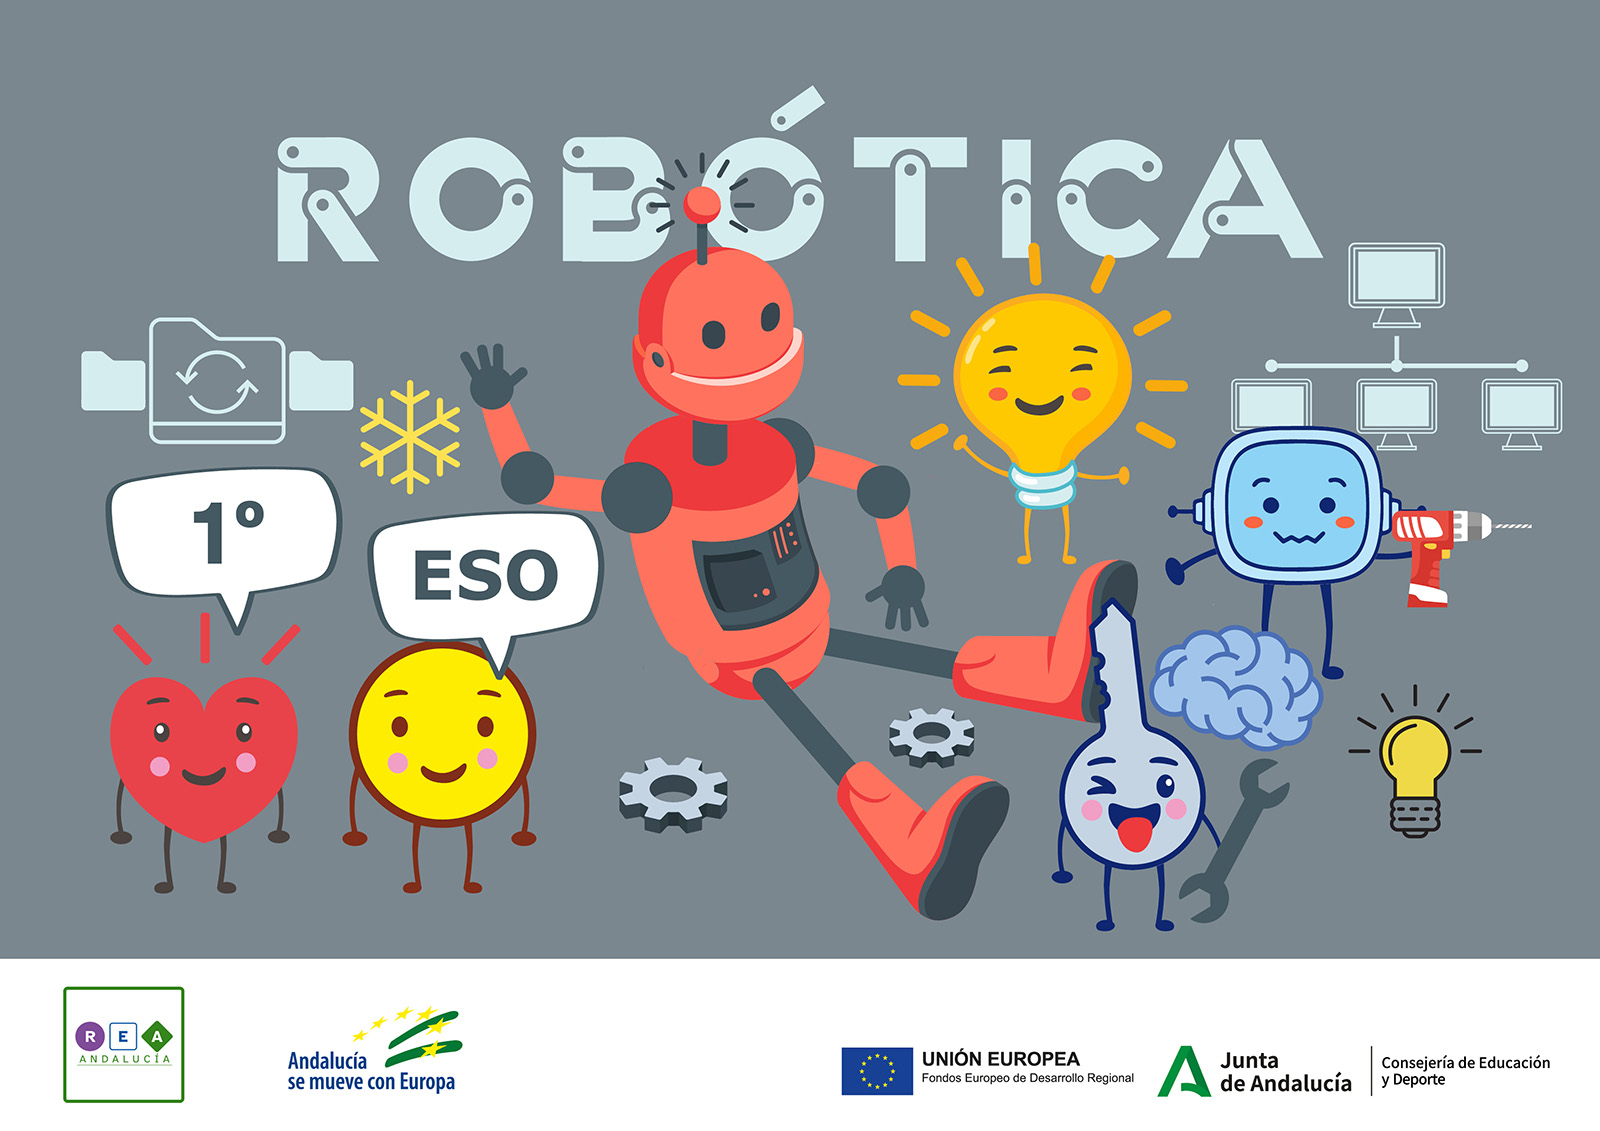 ROBÓTICA
1º
ESO
REA
ANDALUCÍA
Andalucía
se mueve con Europa
UNIÓN EUROPEA
Fondos Europeo de Desarrollo Regional
Junta
de Andalucía
Consejería de Educación
y Deporte